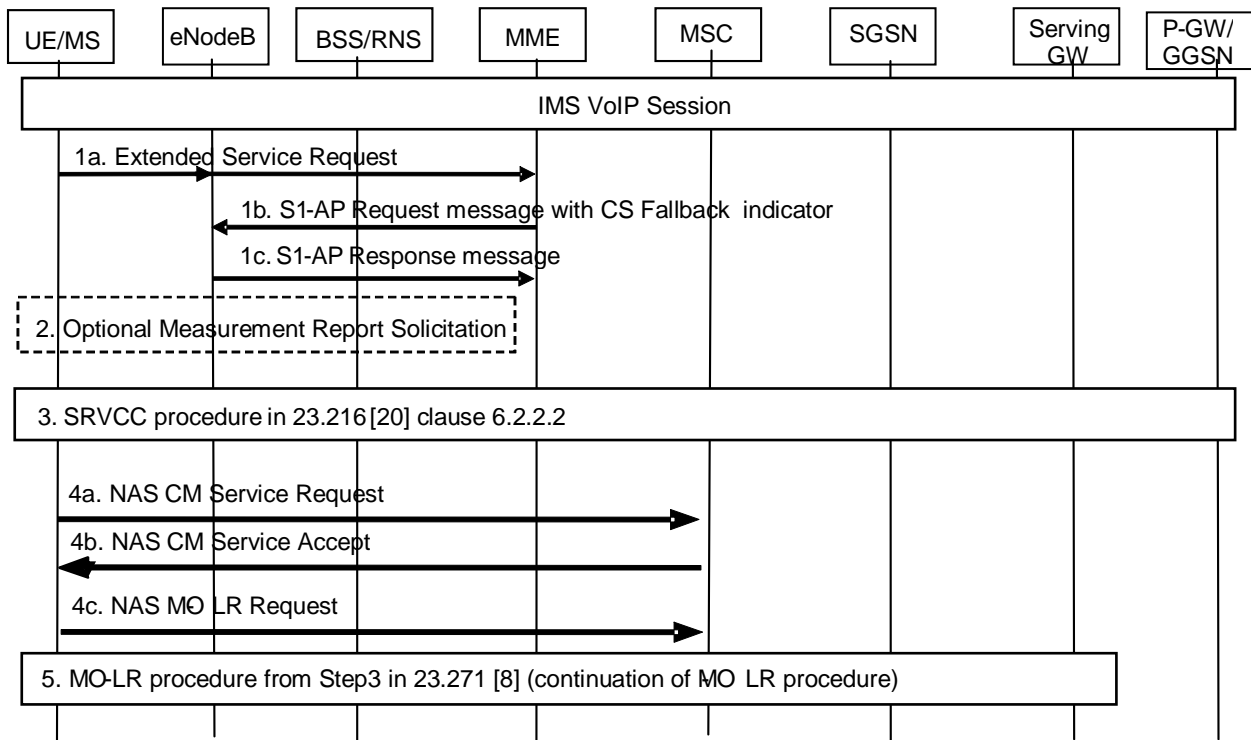 UE/MS
eNodeB
BSS/RNS
MME
MSC
SGSN
Serving
GW
P-GW/
GGSN
IMS VoIP Session
1a. Extended Service Request
1b. S1-AP Request message with CS Fallback indicator
1c. S1-AP Response message
2. Optional Measurement Report Solicitation
3. SRVCC procedure in 23.216 [20] clause 6.2.2.2
4a. NAS CM Service Request
4b. NAS CM Service Accept
4c. NAS MO-LR Request
5. MO-LR procedure from Step3 in 23.271 [8] (continuation of MO-LR procedure)